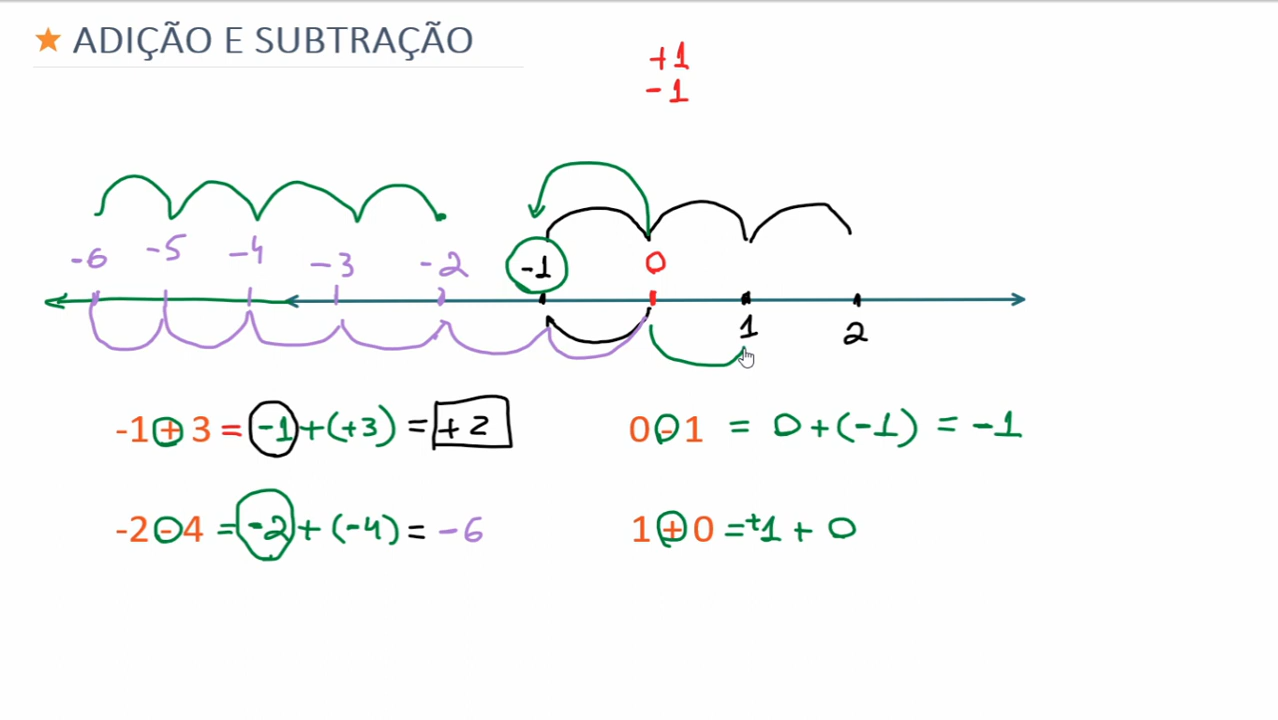 ★ ADIÇÃO E SUBTRAÇÃO
+1
-1
-6 -5 -4 -3 -2 -1 0
1 2
-1+3 = -1+(+3) = +2
0-1 = 0+(-1) = -1
-2-4 = -2+(-4) = -6
1+0 = +1 + 0